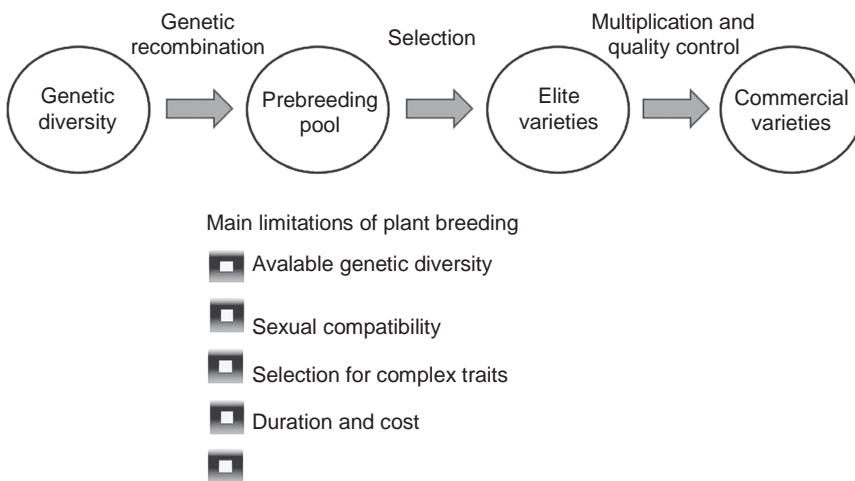 Genetic
recombination
Selection
Multiplication and
quality control
Genetic
diversity
Prebreeding
pool
Elite
varieties
Commercial
varieties
Main limitations of plant breeding
Avalable genetic diversity
Sexual compatibility
Selection for complex traits
Duration and cost